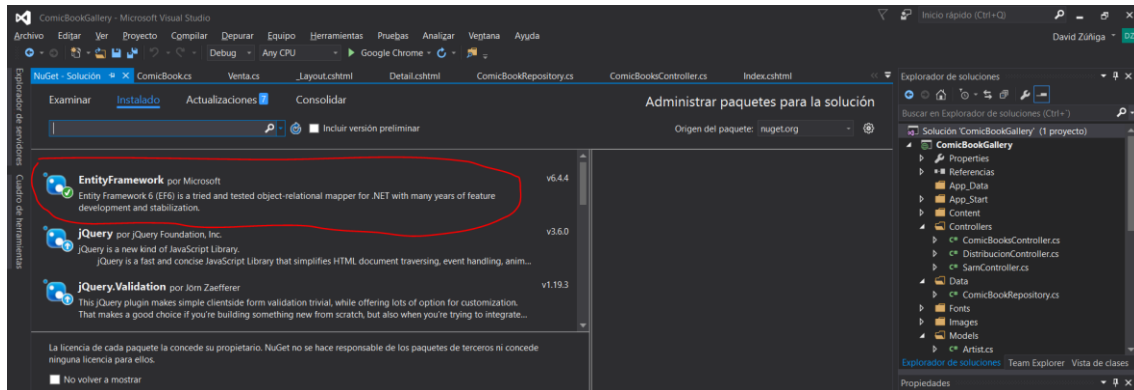 ComicBookGallery - Microsoft Visual Studio
Inicio rápido (Ctrl+Q)
Archivo Editar Ver Proyecto Compilar Depurar Equipo Herramientas Pruebas Analizar Ventana Ayuda
David Zúñiga DZ
Debug Any CPU Google Chrome
Explorador de servidores
Cuadro de herramientas
NuGet - Solución ComicBook.cs Venta.cs _Layout.cshtml Detail.cshtml ComicBookRepository.cs ComicBooksController.cs Index.cshtml
Examinar Instalado Actualizaciones 7 Consolidar
Administrar paquetes para la solución
Incluir versión preliminar
Origen del paquete: nuget.org
EntityFramework por Microsoft v6.4.4
Entity Framework 6 (EF6) is a tried and tested object-relational mapper for .NET with many years of feature
development and stabilization.
jQuery por jQuery Foundation, Inc. v3.6.0
jQuery is a new kind of JavaScript Library.
jQuery is a fast and concise JavaScript Library that simplifies HTML document traversing, event handling, anim...
jQuery.Validation por Jörn Zaefferer v1.19.3
This jQuery plugin makes simple clientside form validation trivial, while offering lots of option for customization.
That makes a good choice if you're building something new from scratch, but also when you're trying to integrate...
La licencia de cada paquete la concede su propietario. NuGet no se hace responsable de los paquetes de terceros ni concede
ninguna licencia para ellos.
No volver a mostrar
Explorador de soluciones
Buscar en Explorador de soluciones (Ctrl+´)
Solución 'ComicBookGallery' (1 proyecto)
ComicBookGallery
Properties
Referencias
App_Data
App_Start
Content
Controllers
C# ComicBooksController.cs
C# DistribucionController.cs
C# SarnController.cs
Data
C# ComicBookRepository.cs
Fonts
Images
Models
C# Artist.cs
Explorador de soluciones Team Explorer Vista de clases
Propiedades